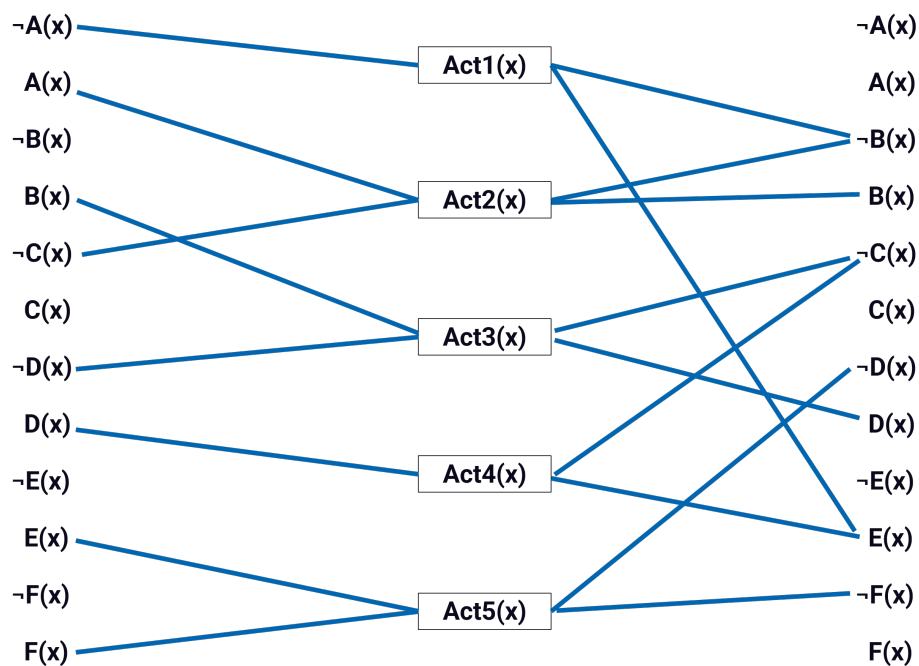 ¬A(x)
A(x)
¬B(x)
B(x)
¬C(x)
C(x)
¬D(x)
D(x)
¬E(x)
E(x)
¬F(x)
F(x)
Act1(x)
Act2(x)
Act3(x)
Act4(x)
Act5(x)
¬A(x)
A(x)
¬B(x)
B(x)
¬C(x)
C(x)
¬D(x)
D(x)
¬E(x)
E(x)
¬F(x)
F(x)